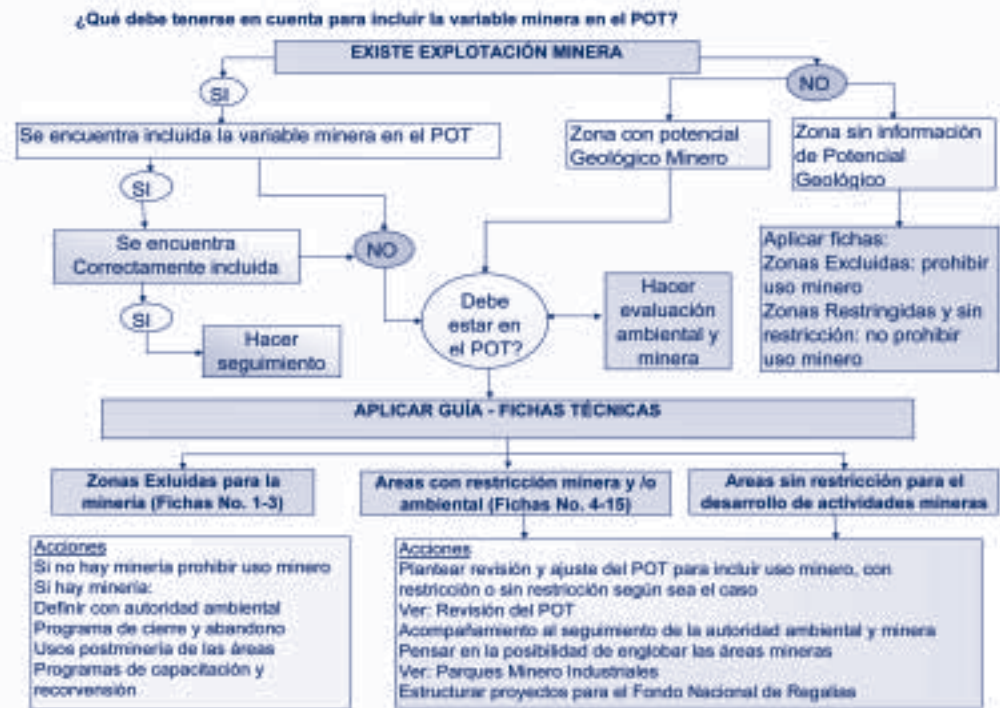 ¿Qué debe tenerse en cuenta para incluir la variable minera en el POT?
EXISTE EXPLOTACIÓN MINERA
SI
NO
Se encuentra incluida la variable minera en el POT
Zona con potencial
Geológico Minero
Zona sin información
de Potencial
Geológico
SI
NO
Se encuentra
Correctamente incluida
SI
Hacer
seguimiento
Debe
estar en
el POT?
Hacer
evaluación
ambiental y
minera
Aplicar fichas:
Zonas Excluidas: prohibir
uso minero
Zonas Restringidas y sin
restricción: no prohibir
uso minero
APLICAR GUÍA - FICHAS TÉCNICAS
Zonas Exluidas para la
minería (Fichas No. 1-3)
Areas con restricción minera y /o
ambiental (Fichas No. 4-15)
Areas sin restricción para el
desarrollo de actividades mineras
Acciones
Si no hay minería prohibir uso minero
Si hay minería:
Definir con autoridad ambiental
Programa de cierre y abandono
Usos postminería de las áreas
Programas de capacitación y
recorvensión
Acciones
Plantear revisión y ajuste del POT para incluir uso minero, con
restricción o sin restricción según sea el caso
Ver: Revisión del POT
Acompañamiento al seguimiento de la autoridad ambiental y minera
Pensar en la posibilidad de englobar las áreas mineras
Ver: Parques Minero Industriales
Estructurar proyectos para el Fondo Nacional de Regalías